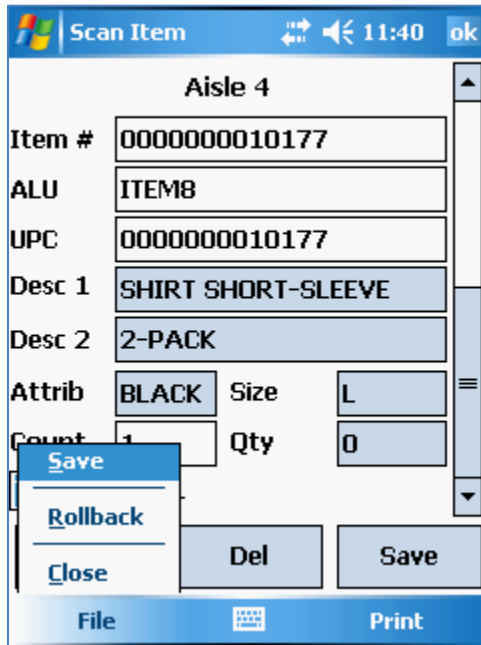 Scan Item 11:40 ok
Aisle 4
Item # 0000000010177
ALU ITEM8
UPC 0000000010177
Desc 1 SHIRT SHORT-SLEEVE
Desc 2 2-PACK
Attrib BLACK Size L
Count 1 Qty 0
Save
Rollback
Close
Del Save
File Print